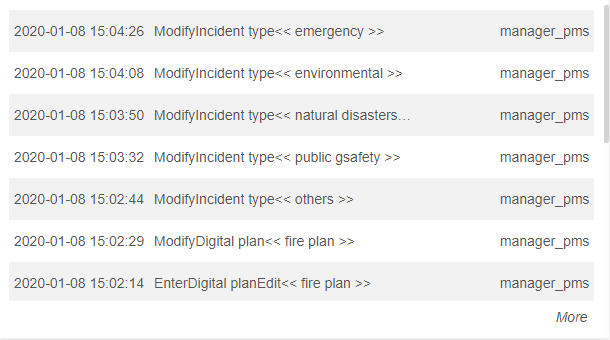 2020-01-08 15:04:26 ModifyIncident type<< emergency >> manager_pms
2020-01-08 15:04:08 ModifyIncident type<< environmental >> manager_pms
2020-01-08 15:03:50 ModifyIncident type<< natural disasters... manager_pms
2020-01-08 15:03:32 ModifyIncident type<< public gsafety >> manager_pms
2020-01-08 15:02:44 ModifyIncident type<< others >> manager_pms
2020-01-08 15:02:29 ModifyDigital plan<< fire plan >> manager_pms
2020-01-08 15:02:14 EnterDigital planEdit<< fire plan >> manager_pms
More